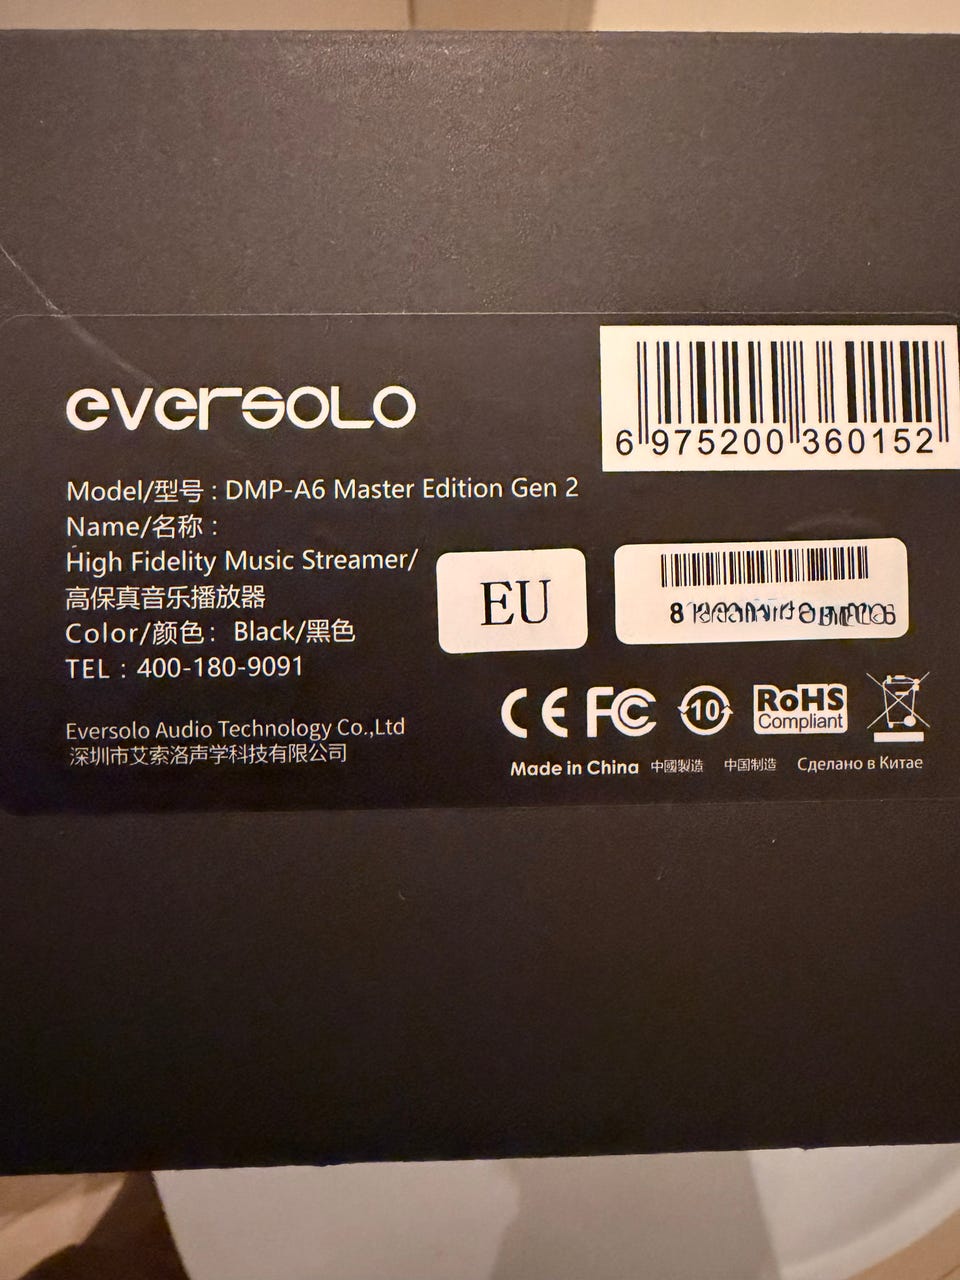 eversolo
6 975200 360152
Model/型号 : DMP-A6 Master Edition Gen 2
Name/名称 :
High Fidelity Music Streamer/
高保真音乐播放器
Color/颜色 : Black/黑色
TEL : 400-180-9091
EU
Eversolo Audio Technology Co.,Ltd
深圳市艾索洛声学科技有限公司
CE FC 10 RoHS
Compliant
Made in China 中國製造 中国制造 Сделано в Китае